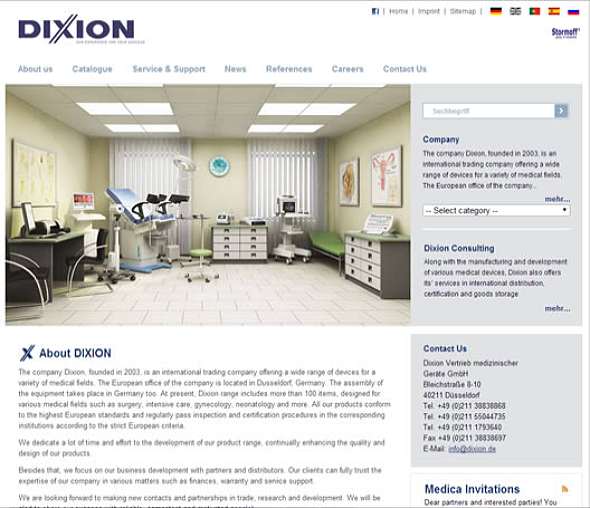 Home | Imprint | Sitemap |
DIXION
Stormoff
About us Catalogue Service & Support News References Careers Contact Us
Suchbegriff
Company
The company Dixion, founded in 2003, is an
international trading company offering a wide
range of devices for a variety of medical fields.
The European office of the company...
mehr...
-- Select category --
Dixion Consulting
Along with the manufacturing and development
of various medical devices, Dixion also offers
its' services in international distribution,
certification and goods storage
mehr...
About DIXION
The company Dixion, founded in 2003, is an international trading company offering a wide range of devices for a
variety of medical fields. The European office of the company is located in Dusseldorf, Germany. The assembly of
the equipment takes place in Germany too. At present, Dixion range includes more than 100 items, designed for
various medical fields such as surgery, intensive care, gynecology, neonatology and more. All our products conform
to the highest European standards and regularly pass inspection and certification procedures in the corresponding
institutions according to the strict European criteria.
We dedicate a lot of time and effort to the development of our product range, continually enhancing the quality and
design of our products.
Besides that, we focus on our business development with partners and distributors. Our clients can fully trust the
expertise of our company in various matters such as finances, warranty and service support.
We are looking forward to making new contacts and partnerships in trade, research and development. We will be
Contact Us
Dixion Vertrieb medizinischer
Geräte GmbH
Bleichstraße 8-10
40211 Düsseldorf
Tel. +49 (0)211 38838868
Tel. +49 (0)211 55044735
Tel. +49 (0)211 1793640
Fax +49 (0)211 38838697
E-Mail: info@dixion.de
Medica Invitations
Dear partners and interested parties! You